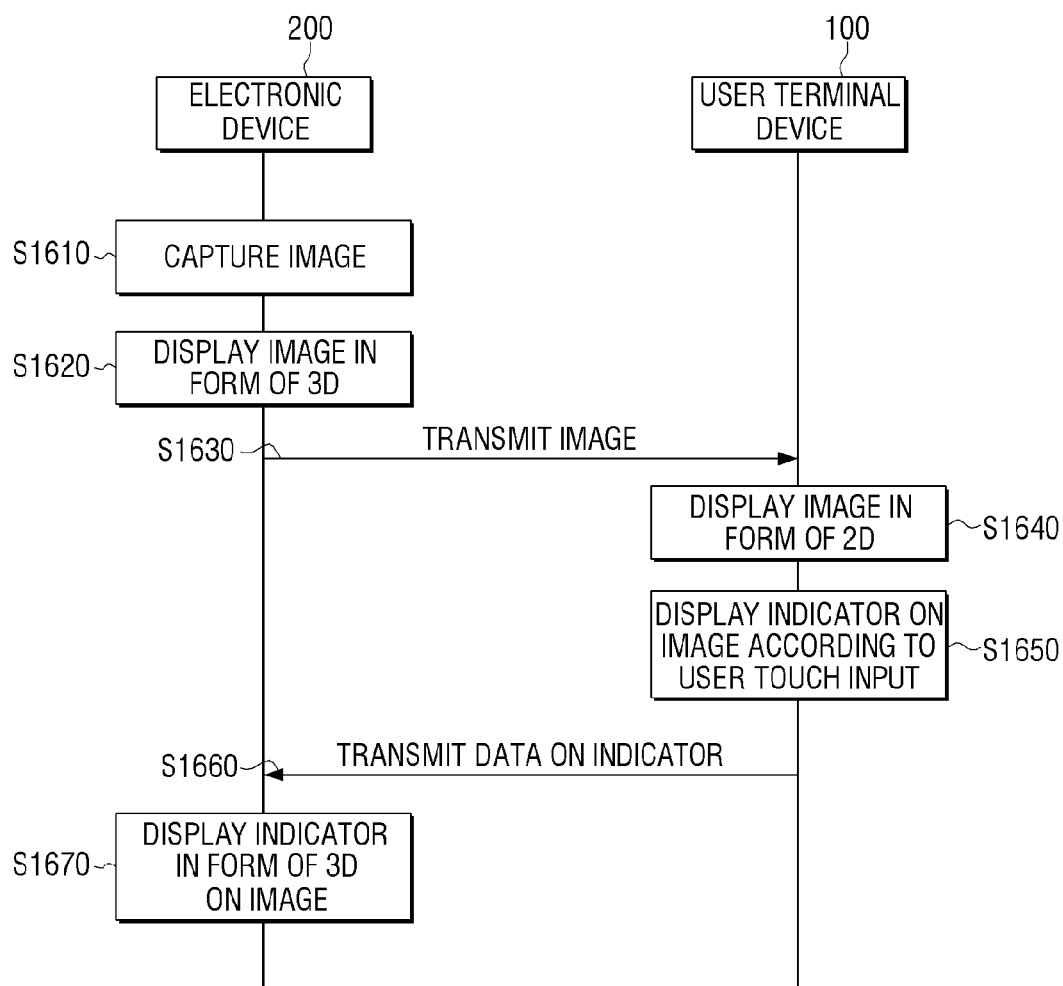 200
100
ELECTRONIC
DEVICE
USER TERMINAL
DEVICE
S1610
CAPTURE IMAGE
S1620
DISPLAY IMAGE IN
FORM OF 3D
S1630
TRANSMIT IMAGE
DISPLAY IMAGE IN
FORM OF 2D
S1640
DISPLAY INDICATOR ON
IMAGE ACCORDING TO
USER TOUCH INPUT
S1650
S1660
TRANSMIT DATA ON INDICATOR
S1670
DISPLAY INDICATOR
IN FORM OF 3D
ON IMAGE